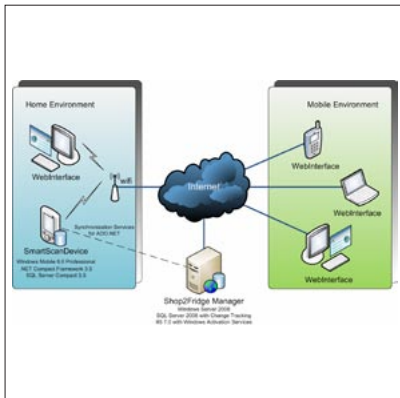 Home Environment
Mobile Environment
WebInterface
wifi
Internet
WebInterface
WebInterface
Synchronisation Services
for ADO.NET
SmartScanDevice
Windows Mobile 6.0 Professional
.NET Compact Framework 3.5
SQL Server Compact 3.5
WebInterface
Shop2Fridge Manager
Windows Server 2008
SQL Server 2008 with Change Tracking
IIS 7.0 with Windows Activation Services